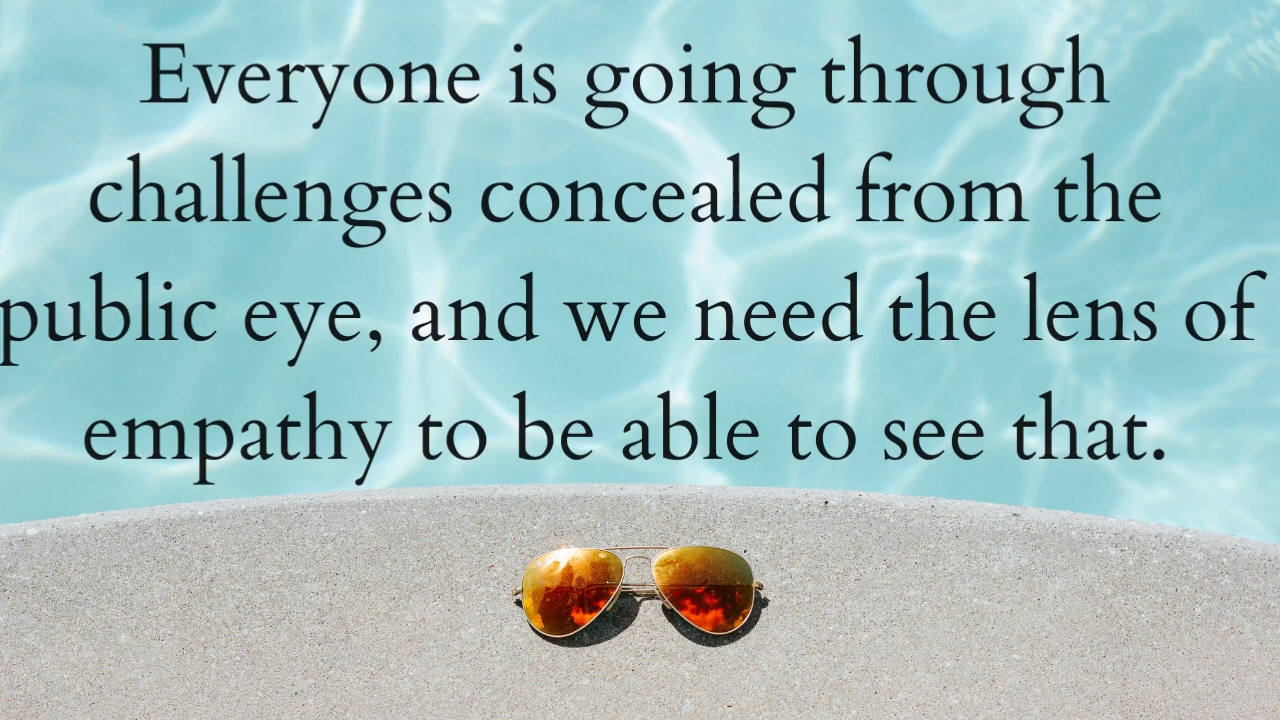 Everyone is going through
challenges concealed from the
public eye, and we need the lens of
empathy to be able to see that.